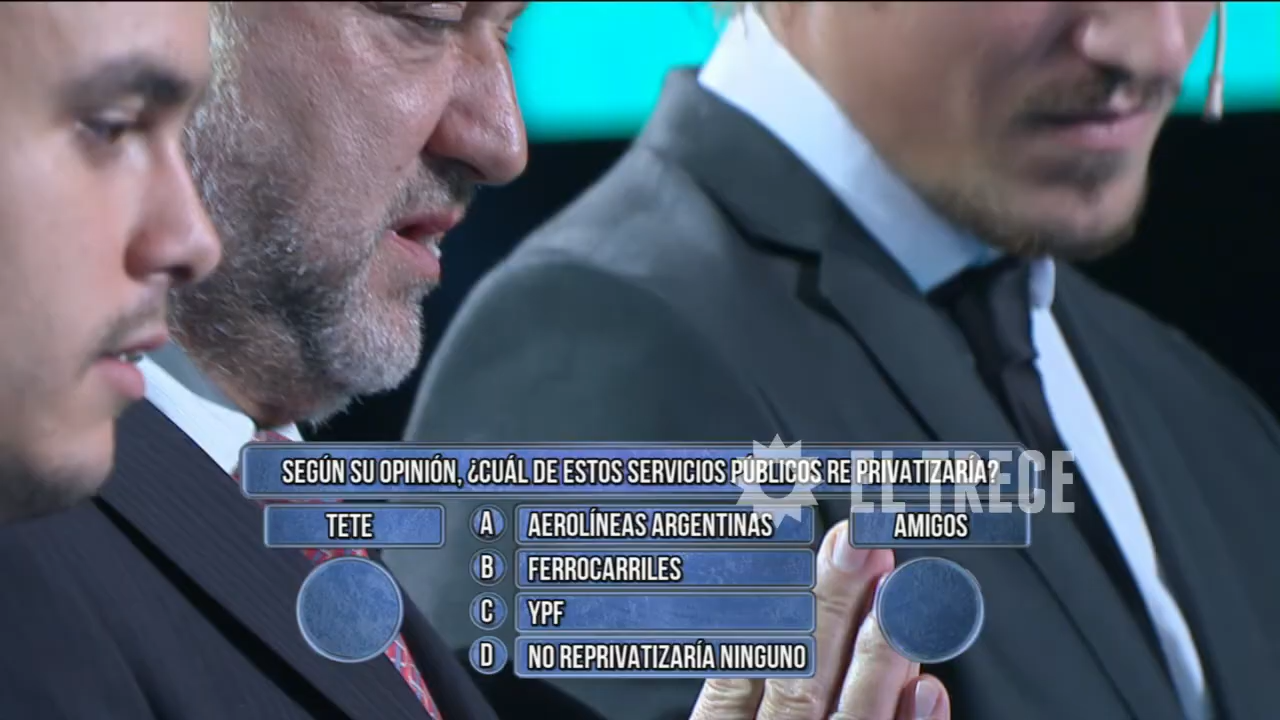 SEGÚN SU OPINIÓN, ¿CUÁL DE ESTOS SERVICIOS PÚBLICOS RE PRIVATIZARÍA?
EL TRECE
TETE
A AEROLÍNEAS ARGENTINAS
AMIGOS
B FERROCARRILES
C YPF
D NO REPRIVATIZARÍA NINGUNO